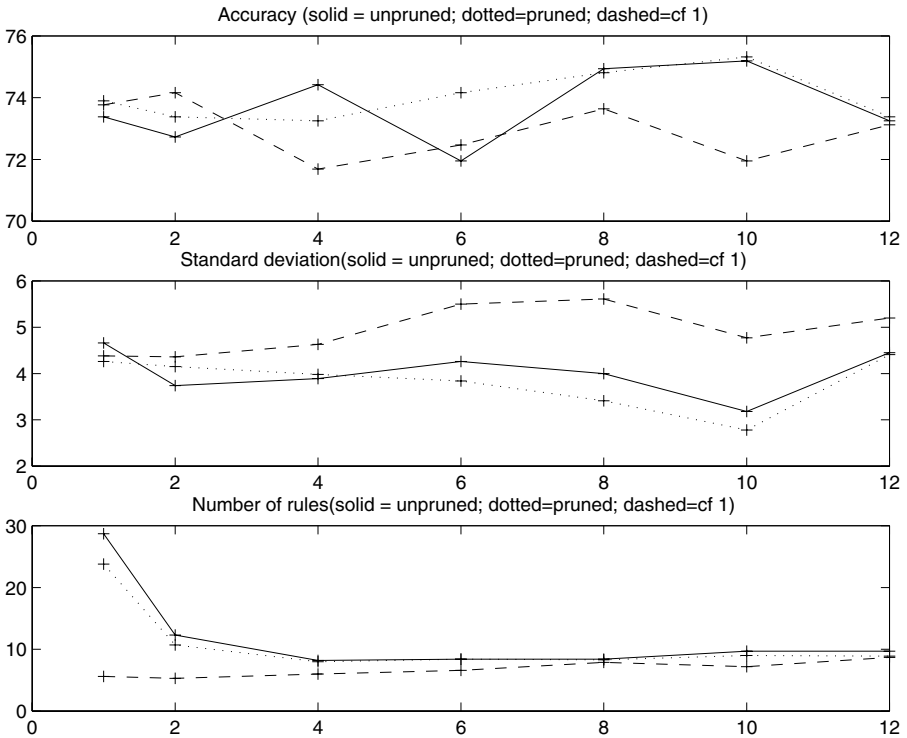 Accuracy (solid = unpruned; dotted=pruned; dashed=cf 1)
76
74
72
70
0 2 4 6 8 10 12
Standard deviation(solid = unpruned; dotted=pruned; dashed=cf 1)
6
5
4
3
2
0 2 4 6 8 10 12
Number of rules(solid = unpruned; dotted=pruned; dashed=cf 1)
30
20
10
0
0 2 4 6 8 10 12